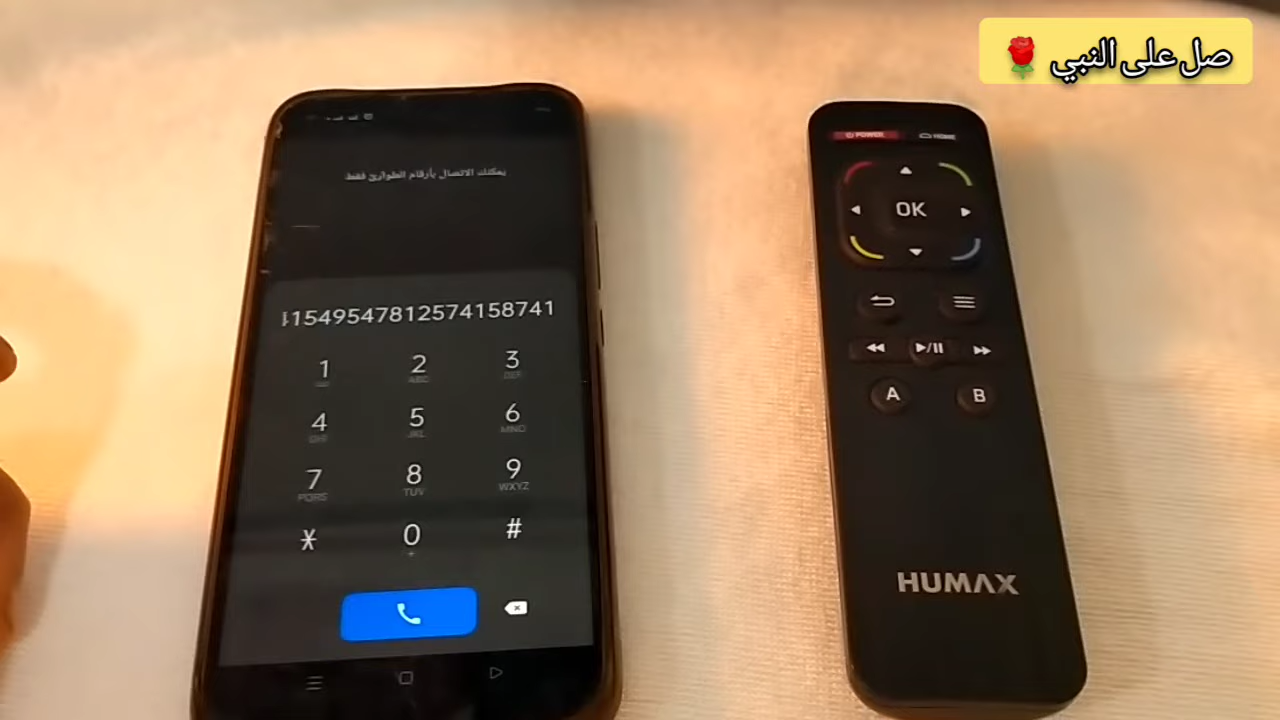 صل على النبي 🌹
يمكنك الاتصال بأرقام الطوارئ فقط
11549547812574158741
1 2 ABC 3 DEF
4 GHI 5 JKL 6 MNO
7 PQRS 8 TUV 9 WXYZ
* 0 + #
POWER HOME
OK
A B
HUMAX